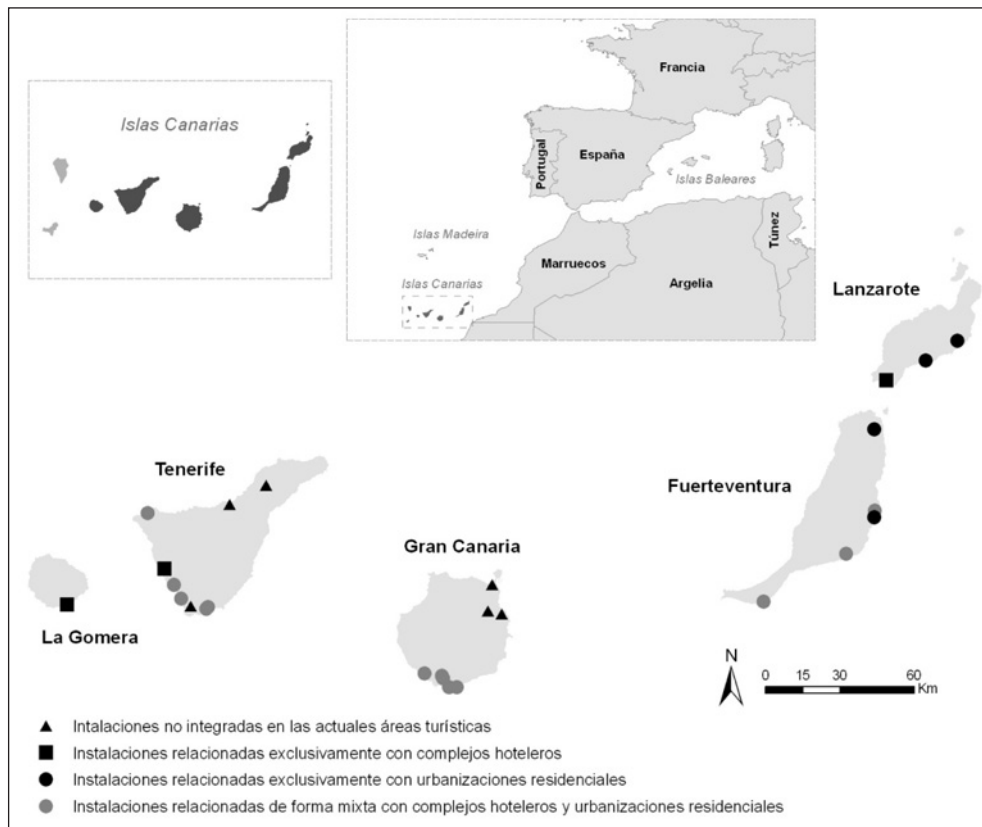 Islas Canarias
Francia
Portugal
España
Islas Baleares
Túnez
Islas Madeira
Marruecos
Islas Canarias
Argelia
Lanzarote
Tenerife
Fuerteventura
Gran Canaria
La Gomera
N
0 15 30 60
Km
Intalaciones no integradas en las actuales áreas turísticas
Instalaciones relacionadas exclusivamente con complejos hoteleros
Instalaciones relacionadas exclusivamente con urbanizaciones residenciales
Instalaciones relacionadas de forma mixta con complejos hoteleros y urbanizaciones residenciales